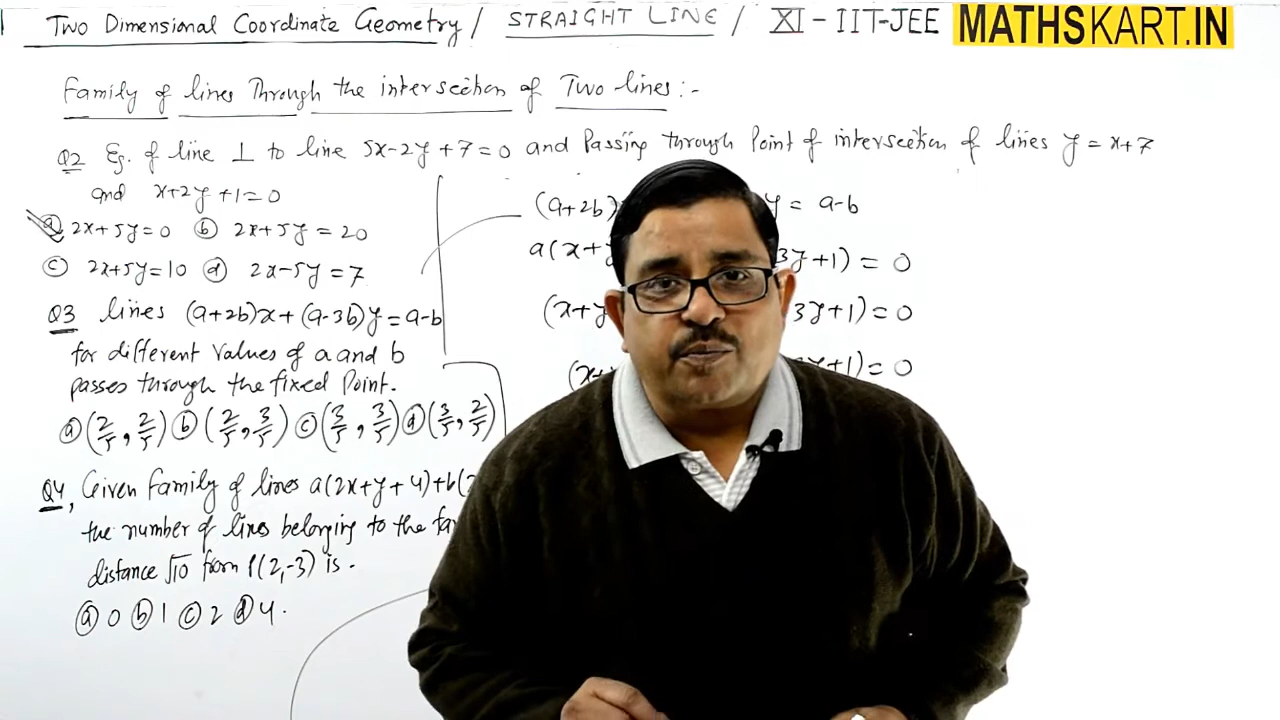 Two Dimensional Coordinate Geometry / STRAIGHT LINE / XI - IIT-JEE MATHSKART.IN
Family of lines Through the intersection of Two lines:-
Q2 Eq. of line ⊥ to line 5x-2y+7=0 and Passing through Point of intersection of lines y = x+7
and x+2y+1=0
ⓐ 2x+5y=0 ⓑ 2x+5y=20
ⓒ 2x+5y=10 ⓓ 2x-5y=7
Q3 lines (a+2b)x+(a-3b)y=a-b
for different values of a and b
passes through the fixed Point.
ⓐ(2/5, 2/5) ⓑ(2/5, 3/5) ⓒ(3/5, 3/5) ⓓ(3/5, 2/5)
Q4, Given family of lines a(2x+y+4)+b(
the number of lines belonging to the
distance √10 from P(2,-3) is.
ⓐ 0 ⓑ 1 ⓒ 2 ⓓ 4.
(a+2b) y = a-b
a(x+ 3y+1) = 0
(x+y 3y+1) = 0
(x+ y+1) = 0